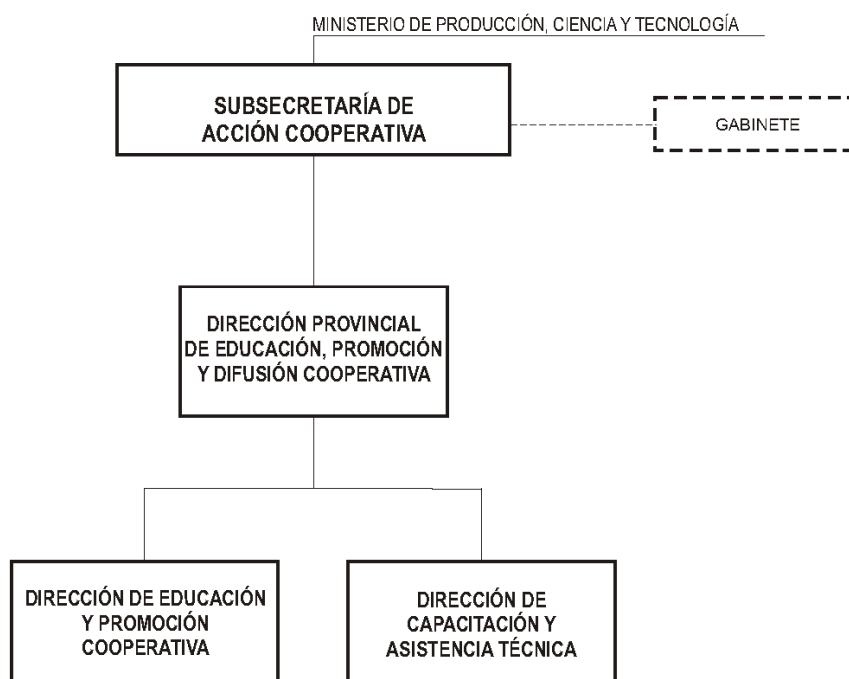 MINISTERIO DE PRODUCCIÓN, CIENCIA Y TECNOLOGÍA
SUBSECRETARÍA DE
ACCIÓN COOPERATIVA
GABINETE
DIRECCIÓN PROVINCIAL
DE EDUCACIÓN, PROMOCIÓN
Y DIFUSIÓN COOPERATIVA
DIRECCIÓN DE EDUCACIÓN
Y PROMOCIÓN
COOPERATIVA
DIRECCIÓN DE
CAPACITACIÓN Y
ASISTENCIA TÉCNICA